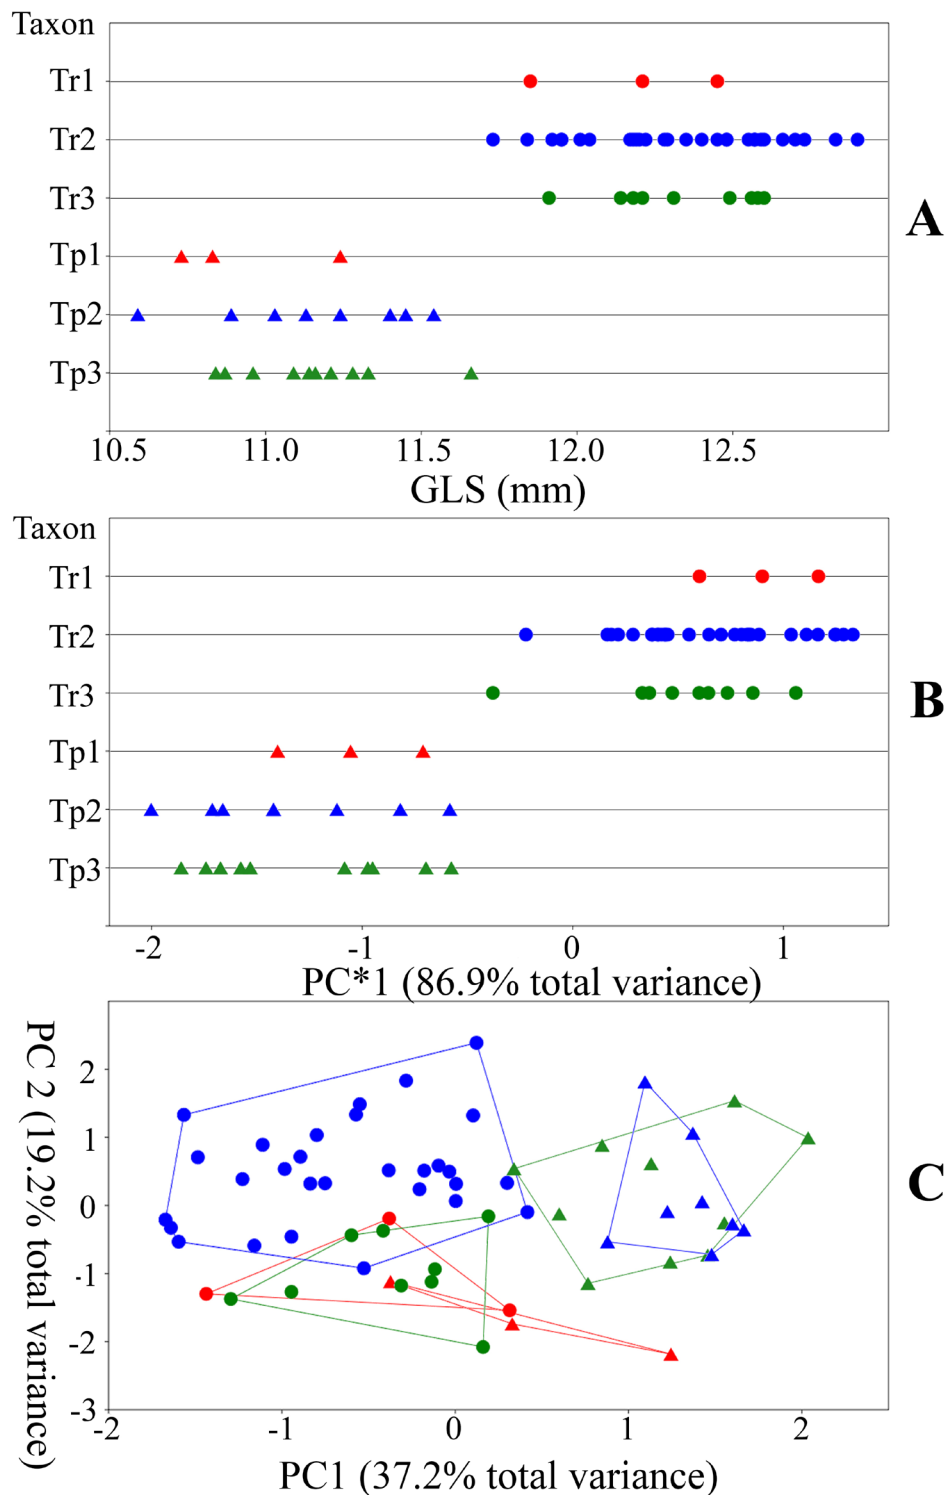 Taxon
Tr1
Tr2
Tr3
A
Tp1
Tp2
Tp3
10.5 11.0 11.5 12.0 12.5
GLS (mm)
Taxon
Tr1
Tr2
Tr3
B
Tp1
Tp2
Tp3
-2 -1 0 1
PC*1 (86.9% total variance)
PC 2 (19.2% total variance)
2
1
0
-1
-2
-3
C
-2 -1 0 1 2
PC1 (37.2% total variance)